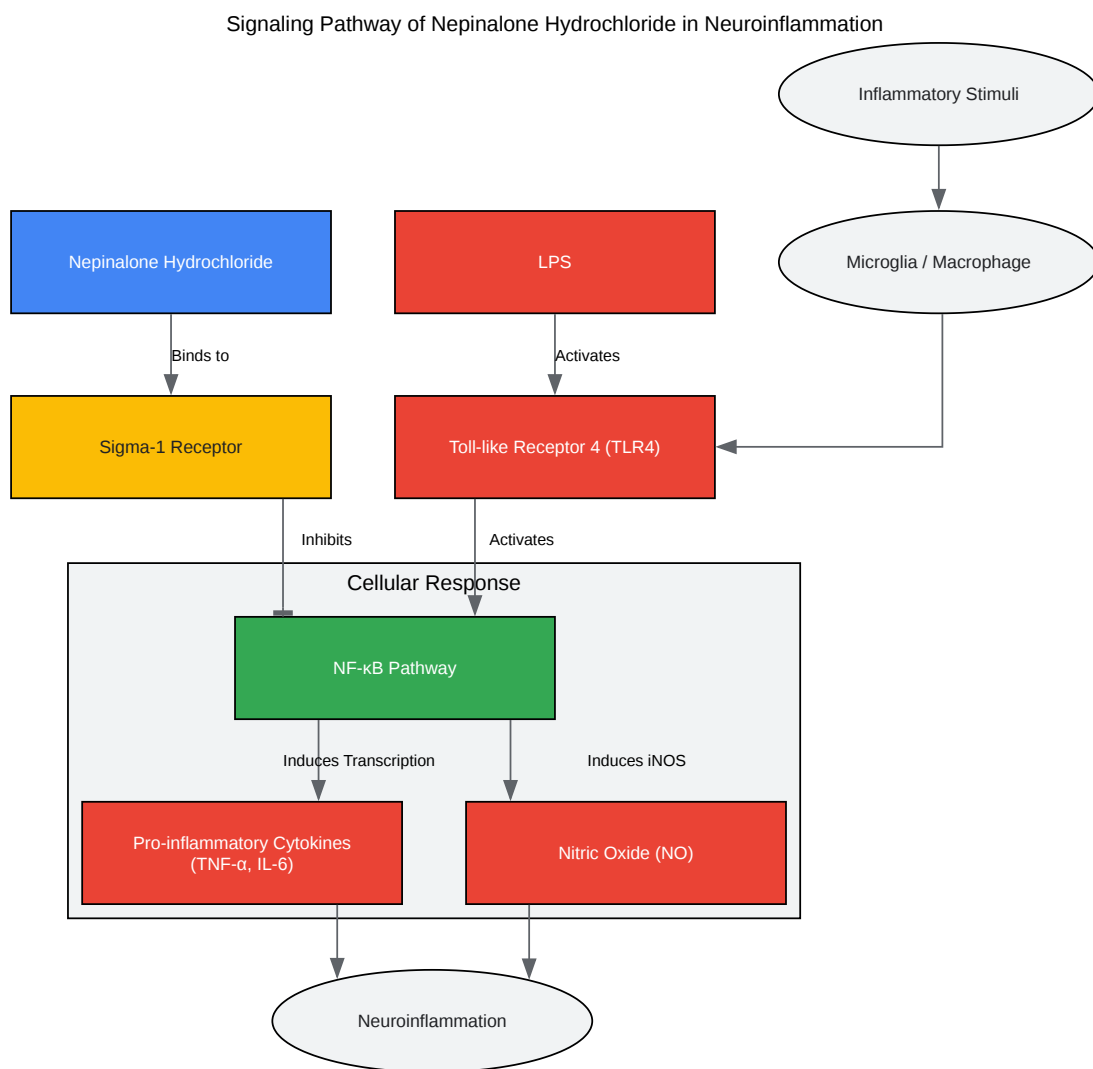 Signaling Pathway of Nepinalone Hydrochloride in Neuroinflammation
Inflammatory Stimuli
Nepinalone Hydrochloride
LPS
Microglia / Macrophage
Binds to
Activates
Sigma-1 Receptor
Toll-like Receptor 4 (TLR4)
Inhibits
Activates
Cellular Response
NF-κB Pathway
Induces Transcription
Induces iNOS
Pro-inflammatory Cytokines
(TNF-α, IL-6)
Nitric Oxide (NO)
Neuroinflammation